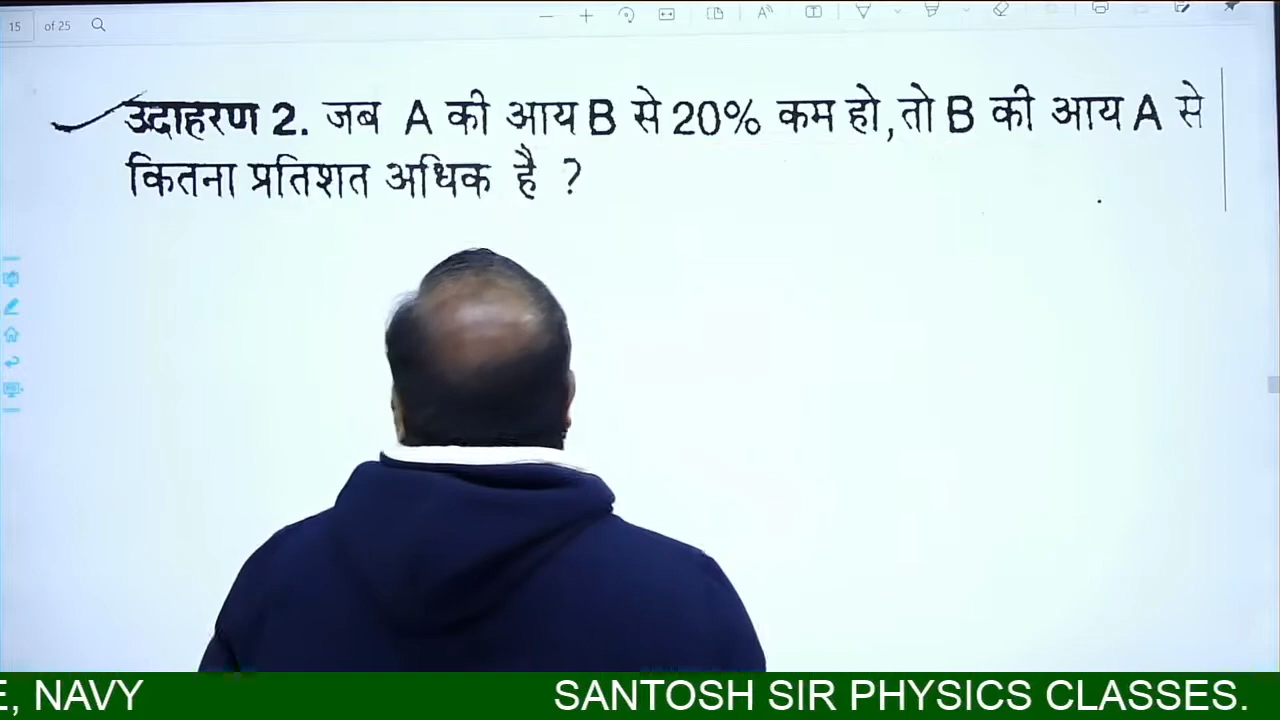 15 of 25
उदाहरण 2. जब A की आय B से 20% कम हो, तो B की आय A से
कितना प्रतिशत अधिक है ?
E, NAVY SANTOSH SIR PHYSICS CLASSES.